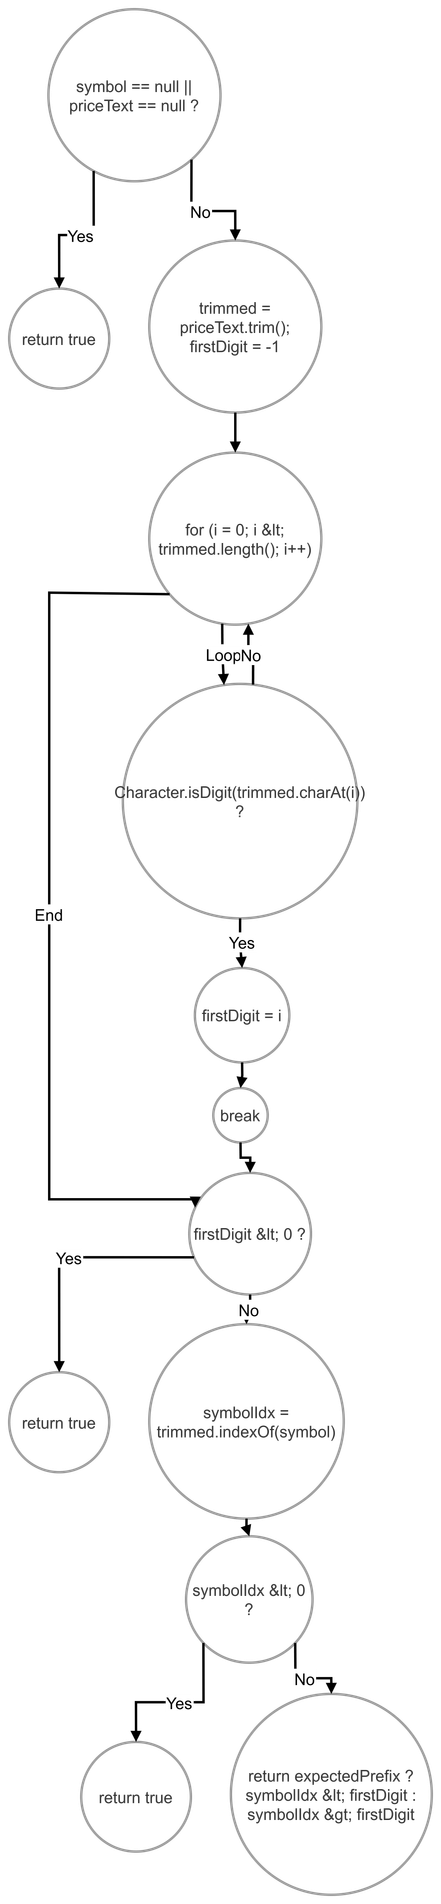 symbol == null ||
priceText == null ?
Yes
No
return true
trimmed =
priceText.trim();
firstDigit = -1
for (i = 0; i &lt;
trimmed.length(); i++)
Loop
No
Character.isDigit(trimmed.charAt(i))
?
End
Yes
firstDigit = i
break
firstDigit &lt; 0 ?
Yes
No
return true
symbolIdx =
trimmed.indexOf(symbol)
symbolIdx &lt; 0
?
Yes
No
return true
return expectedPrefix ?
symbolIdx &lt; firstDigit :
symbolIdx &gt; firstDigit